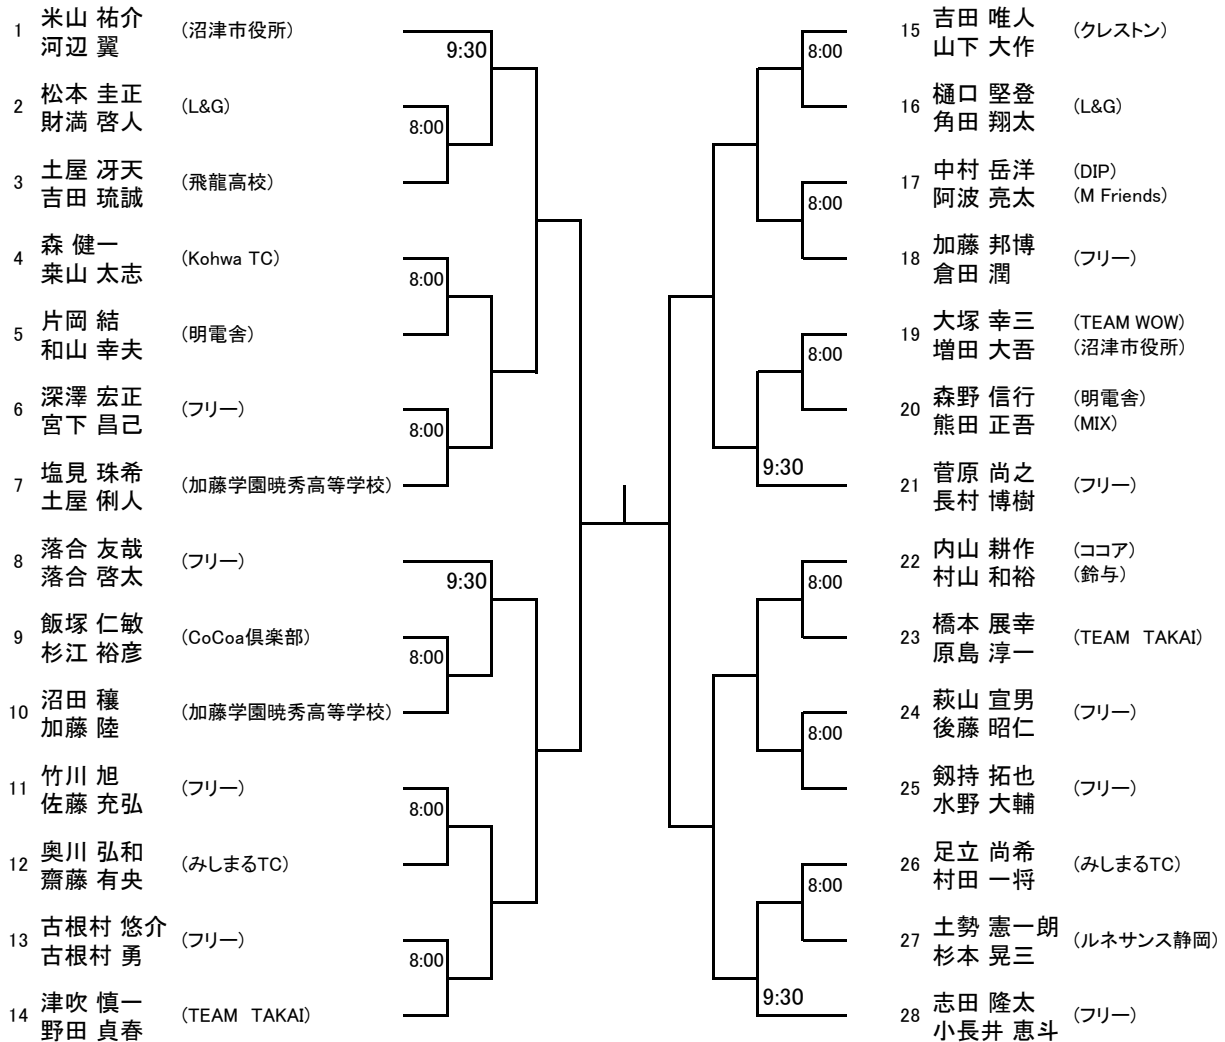 1 米山 祐介
河辺 翼
(沼津市役所)
9:30
2 松本 圭正
財満 啓人
(L&G)
8:00
3 土屋 冴天
吉田 琉誠
(飛龍高校)
4 森 健一
桒山 太志
(Kohwa TC)
8:00
5 片岡 結
和山 幸夫
(明電舎)
6 深澤 宏正
宮下 昌己
(フリー)
8:00
7 塩見 珠希
土屋 俐人
(加藤学園暁秀高等学校)
8 落合 友哉
落合 啓太
(フリー)
9:30
9 飯塚 仁敏
杉江 裕彦
(CoCoa倶楽部)
8:00
10 沼田 穰
加藤 陸
(加藤学園暁秀高等学校)
11 竹川 旭
佐藤 充弘
(フリー)
8:00
12 奥川 弘和
齋藤 有央
(みしまるTC)
13 古根村 悠介
古根村 勇
(フリー)
8:00
14 津吹 慎一
野田 貞春
(TEAM TAKAI)
15 吉田 唯人
山下 大作
(クレストン)
8:00
16 樋口 堅登
角田 翔太
(L&G)
17 中村 岳洋
阿波 亮太
(DIP)
(M Friends)
8:00
18 加藤 邦博
倉田 潤
(フリー)
19 大塚 幸三
増田 大吾
(TEAM WOW)
(沼津市役所)
8:00
20 森野 信行
熊田 正吾
(明電舎)
(MIX)
9:30
21 菅原 尚之
長村 博樹
(フリー)
22 内山 耕作
村山 和裕
(ココア)
(鈴与)
8:00
23 橋本 展幸
原島 淳一
(TEAM TAKAI)
24 萩山 宣男
後藤 昭仁
(フリー)
8:00
25 剱持 拓也
水野 大輔
(フリー)
26 足立 尚希
村田 一将
(みしまるTC)
8:00
27 土勢 憲一朗
杉本 晃三
(ルネサンス静岡)
9:30
28 志田 隆太
小長井 恵斗
(フリー)